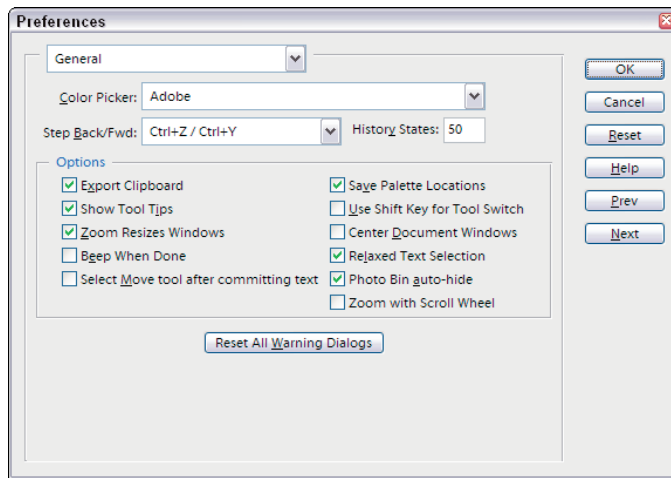 Preferences
General
Color Picker: Adobe
Step Back/Fwd: Ctrl+Z / Ctrl+Y History States: 50
Options
Export Clipboard
Show Tool Tips
Zoom Resizes Windows
Beep When Done
Select Move tool after committing text
Save Palette Locations
Use Shift Key for Tool Switch
Center Document Windows
Relaxed Text Selection
Photo Bin auto-hide
Zoom with Scroll Wheel
Reset All Warning Dialogs
OK
Cancel
Reset
Help
Prev
Next